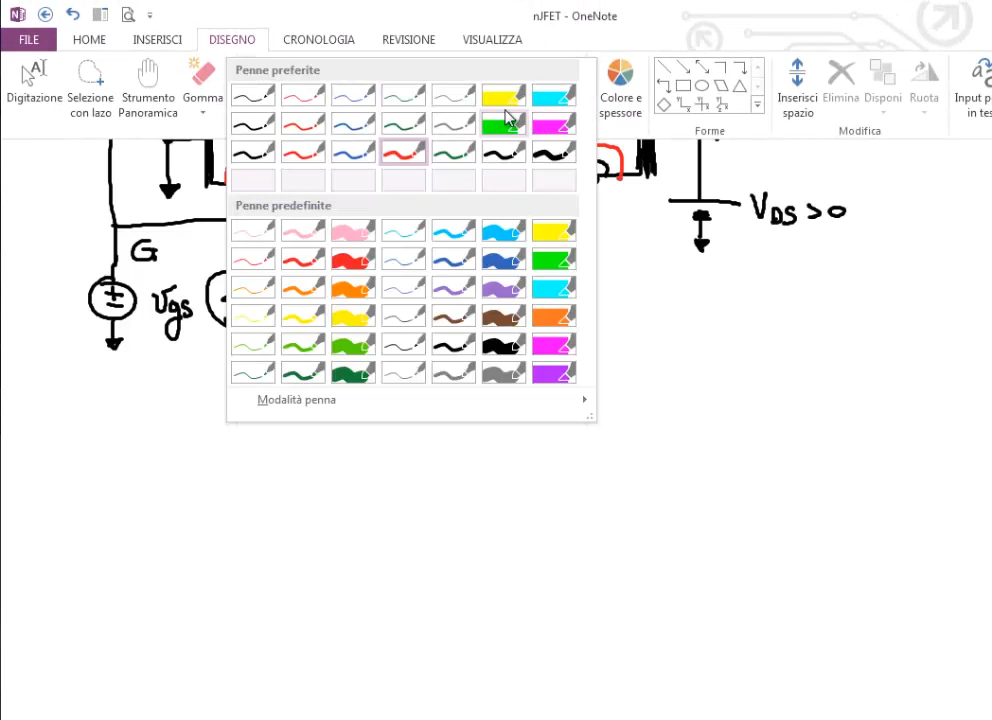 nJFET - OneNote
FILE HOME INSERISCI DISEGNO CRONOLOGIA REVISIONE VISUALIZZA
Penne preferite
Digitazione
Selezione
con lazo
Strumento
Panoramica
Gomma
Colore e
spessore
Inserisci
spazio
Elimina
Disponi
Ruota
Input p
in test
Forme
Modifica
Penne predefinite
VDS >0
G
Vgs
Modalità penna